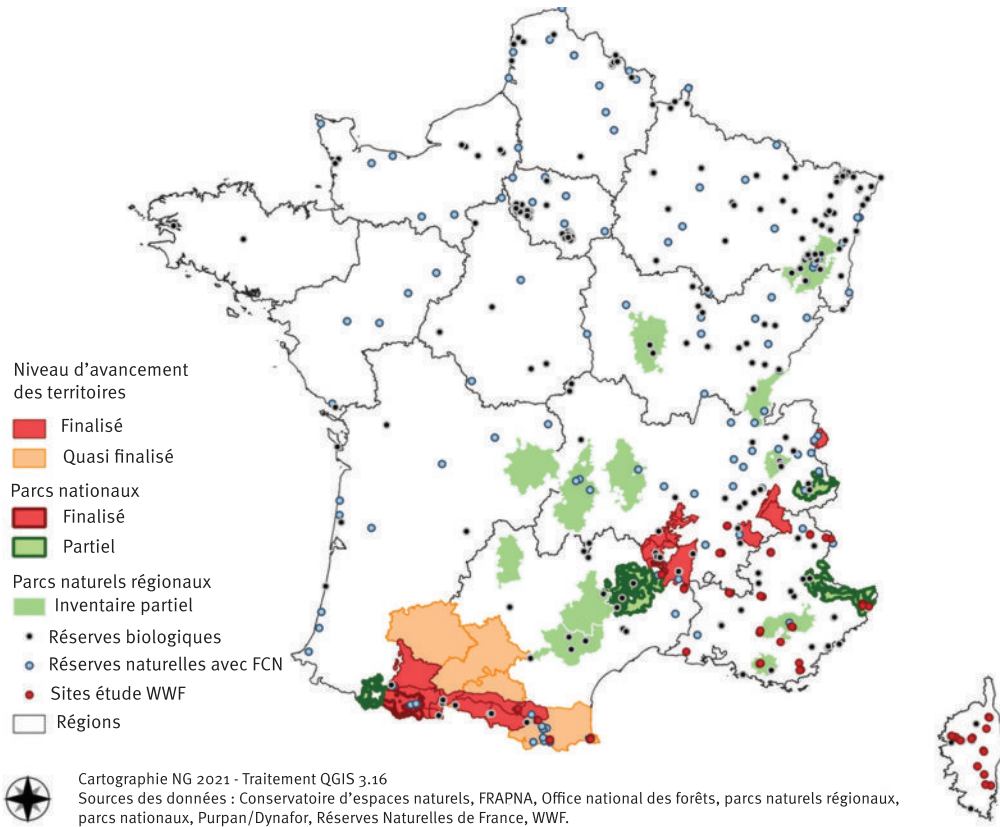 Niveau d’avancement
des territoires
Finalisé
Quasi finalisé
Parcs nationaux
Finalisé
Partiel
Parcs naturels régionaux
Inventaire partiel
Réserves biologiques
Réserves naturelles avec FCN
Sites étude WWF
Régions
Cartographie NG 2021 - Traitement QGIS 3.16
Sources des données : Conservatoire d’espaces naturels, FRAPNA, Office national des forêts, parcs naturels régionaux,
parcs nationaux, Purpan/Dynafor, Réserves Naturelles de France, WWF.